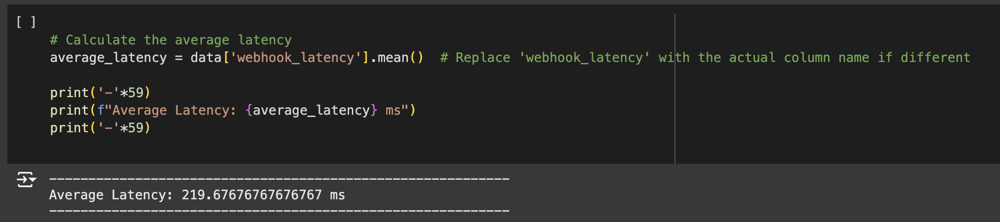 [ ]
# Calculate the average latency
average_latency = data['webhook_latency'].mean()  # Replace 'webhook_latency' with the actual column name if different
print('-'*59)
print(f"Average Latency: {average_latency} ms")
print('-'*59)
-----------------------------------------------------------
Average Latency: 219.67676767676767 ms
-----------------------------------------------------------